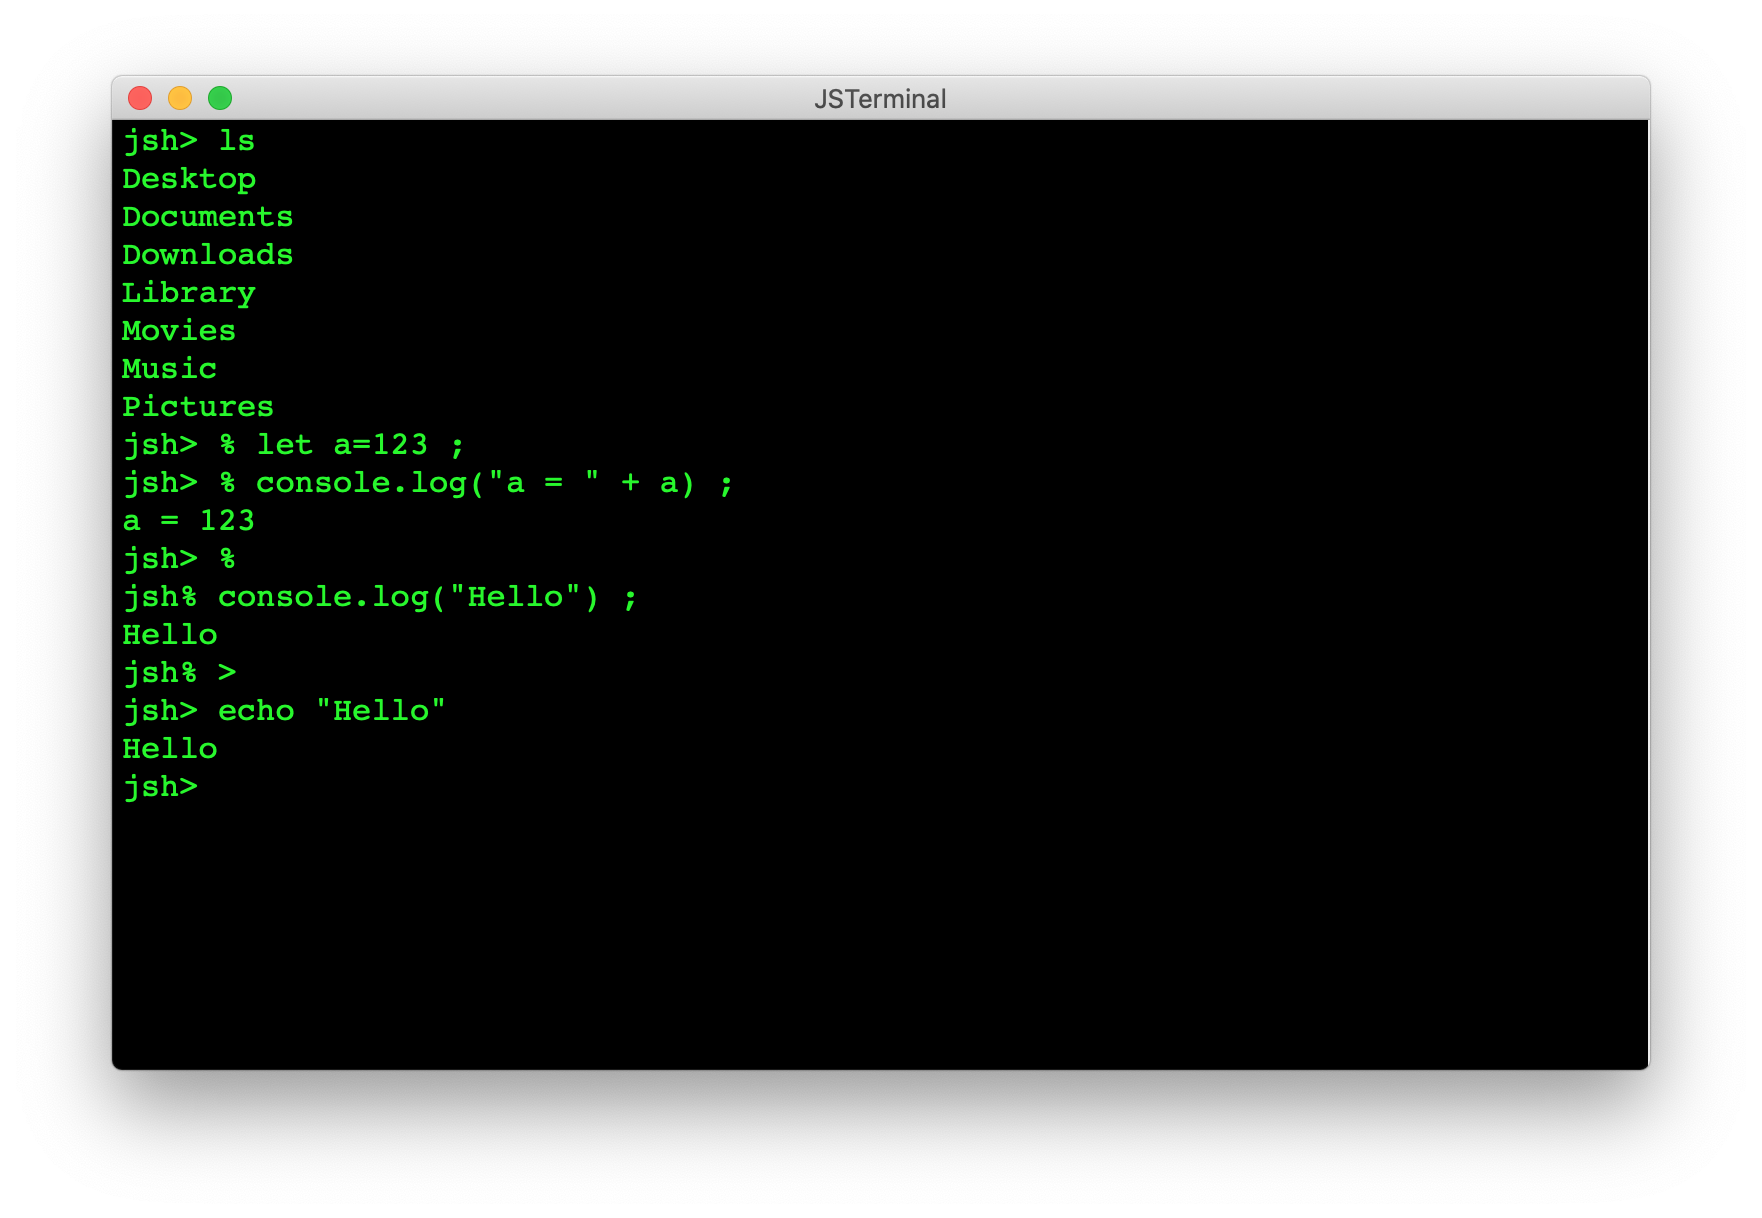 JSTerminal
jsh> ls
Desktop
Documents
Downloads
Library
Movies
Music
Pictures
jsh> % let a=123 ;
jsh> % console.log("a = " + a) ;
a = 123
jsh> %
jsh% console.log("Hello") ;
Hello
jsh% >
jsh> echo "Hello"
Hello
jsh>